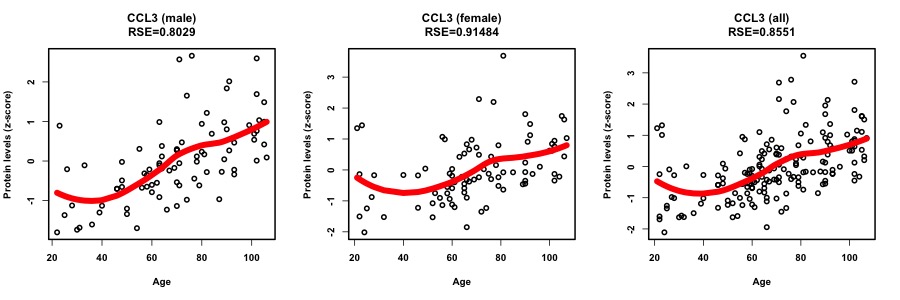 CCL3 (male)
RSE=0.8029
Protein levels (z-score)
2
1
0
-1
20
40
60
80
100
Age
CCL3 (female)
RSE=0.91484
Protein levels (z-score)
3
2
1
0
-1
-2
20
40
60
80
100
Age
CCL3 (all)
RSE=0.8551
Protein levels (z-score)
3
2
1
0
-1
-2
20
40
60
80
100
Age